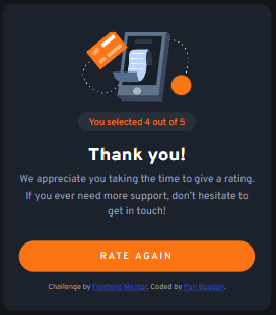 You selected 4 out of 5
Thank you!
We appreciate you taking the time to give a rating.
If you ever need more support, don't hesitate to
get in touch!
RATE AGAIN
Challenge by Frontend Mentor. Coded by Puri Bogdan.